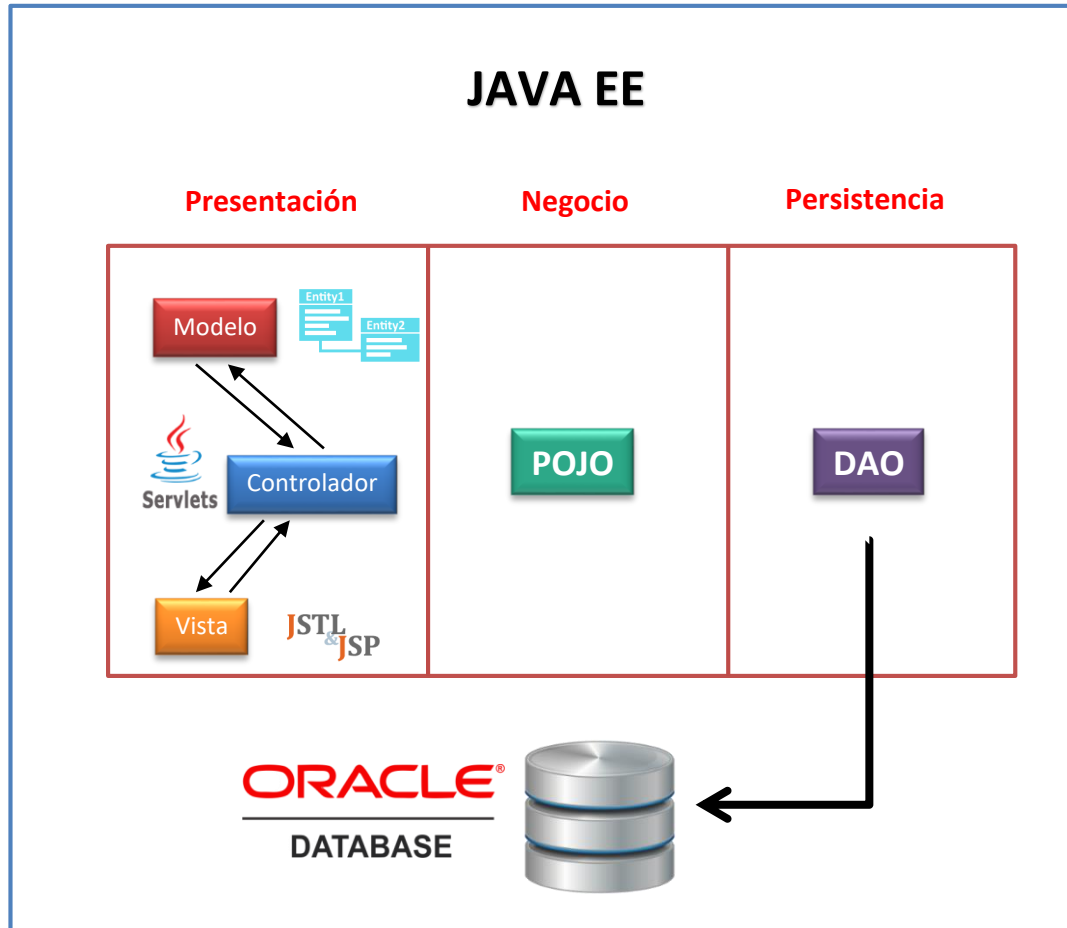 JAVA EE
Presentación
Negocio
Persistencia
Modelo
Entity1
Entity2
Servlets
Controlador
POJO
DAO
Vista
JSTL
&JSP
ORACLE®
DATABASE